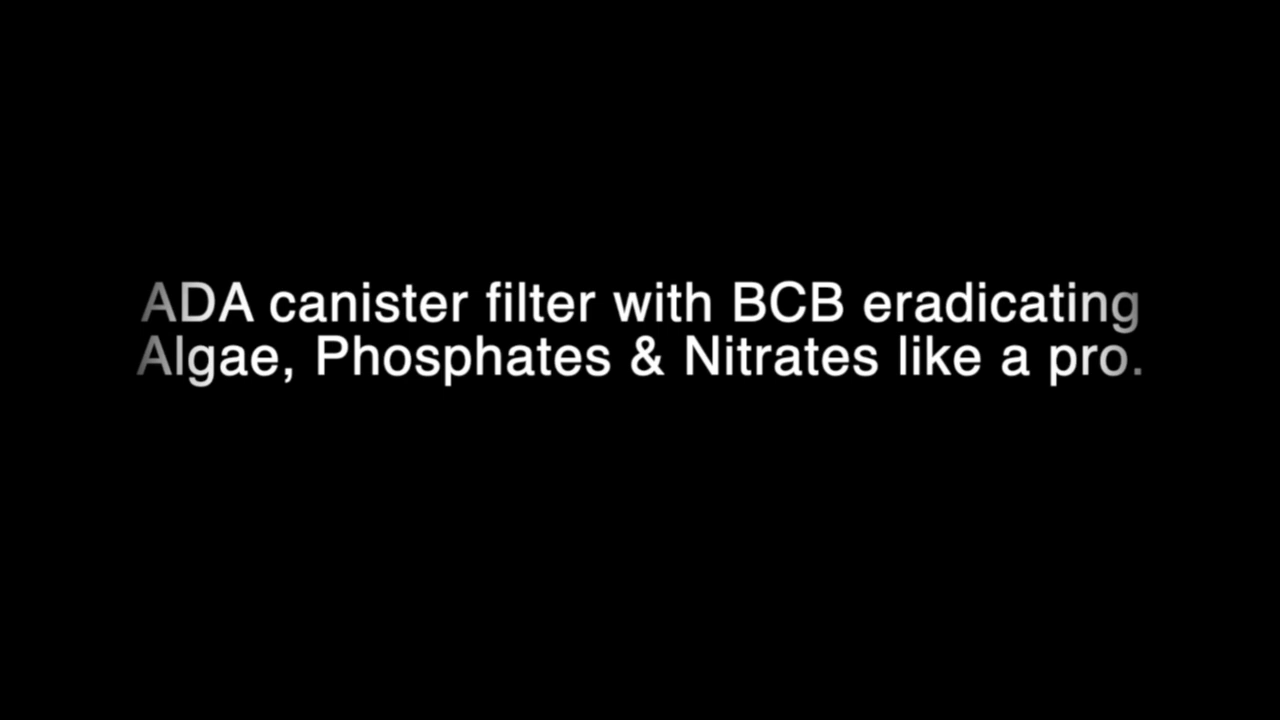 ADA canister filter with BCB eradicating
Algae, Phosphates & Nitrates like a pro.